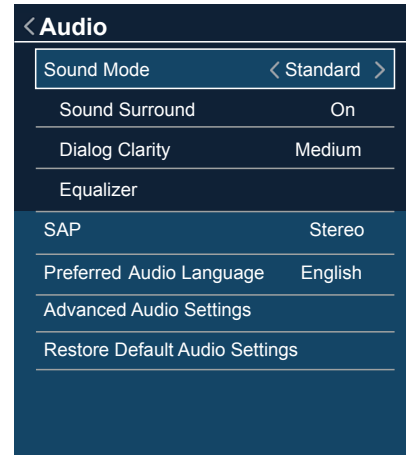 Audio
Sound Mode Standard
Sound Surround On
Dialog Clarity Medium
Equalizer
SAP Stereo
Preferred Audio Language English
Advanced Audio Settings
Restore Default Audio Settings